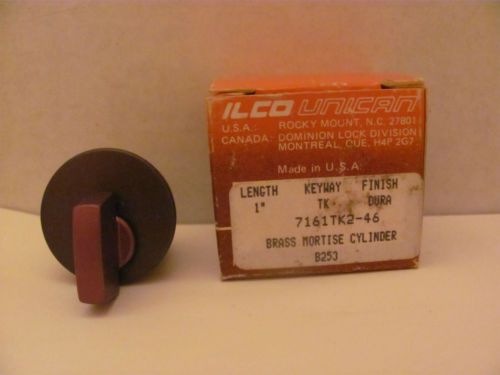 ILCO UNICAN
U.S.A.: ROCKY MOUNT, N.C. 27801
CANADA: DOMINION LOCK DIVISION
MONTREAL, QUE. H4P 2G7
Made in U.S.A.
LENGTH KEYWAY FINISH
1" TK DURA
7161TK2-46
BRASS MORTISE CYLINDER
B253